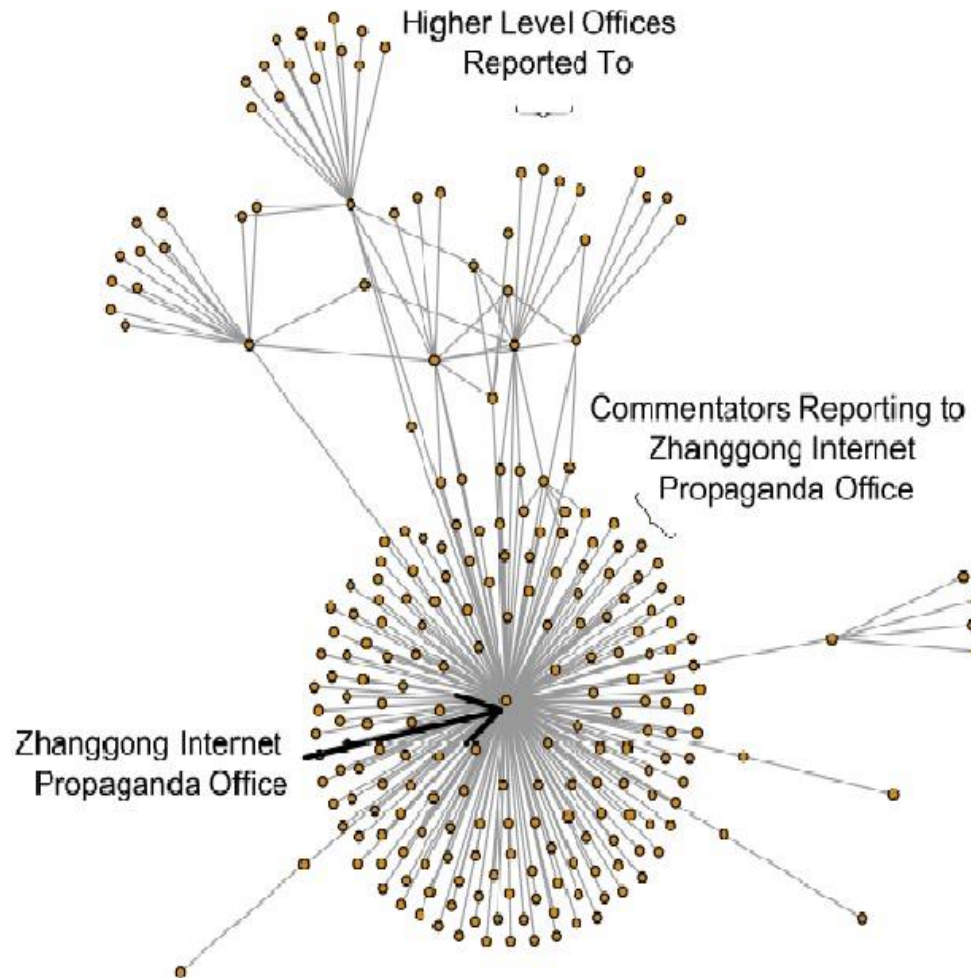 Higher Level Offices
Reported To
Commentators Reporting to
Zhanggong Internet
Propaganda Office
Zhanggong Internet
Propaganda Office